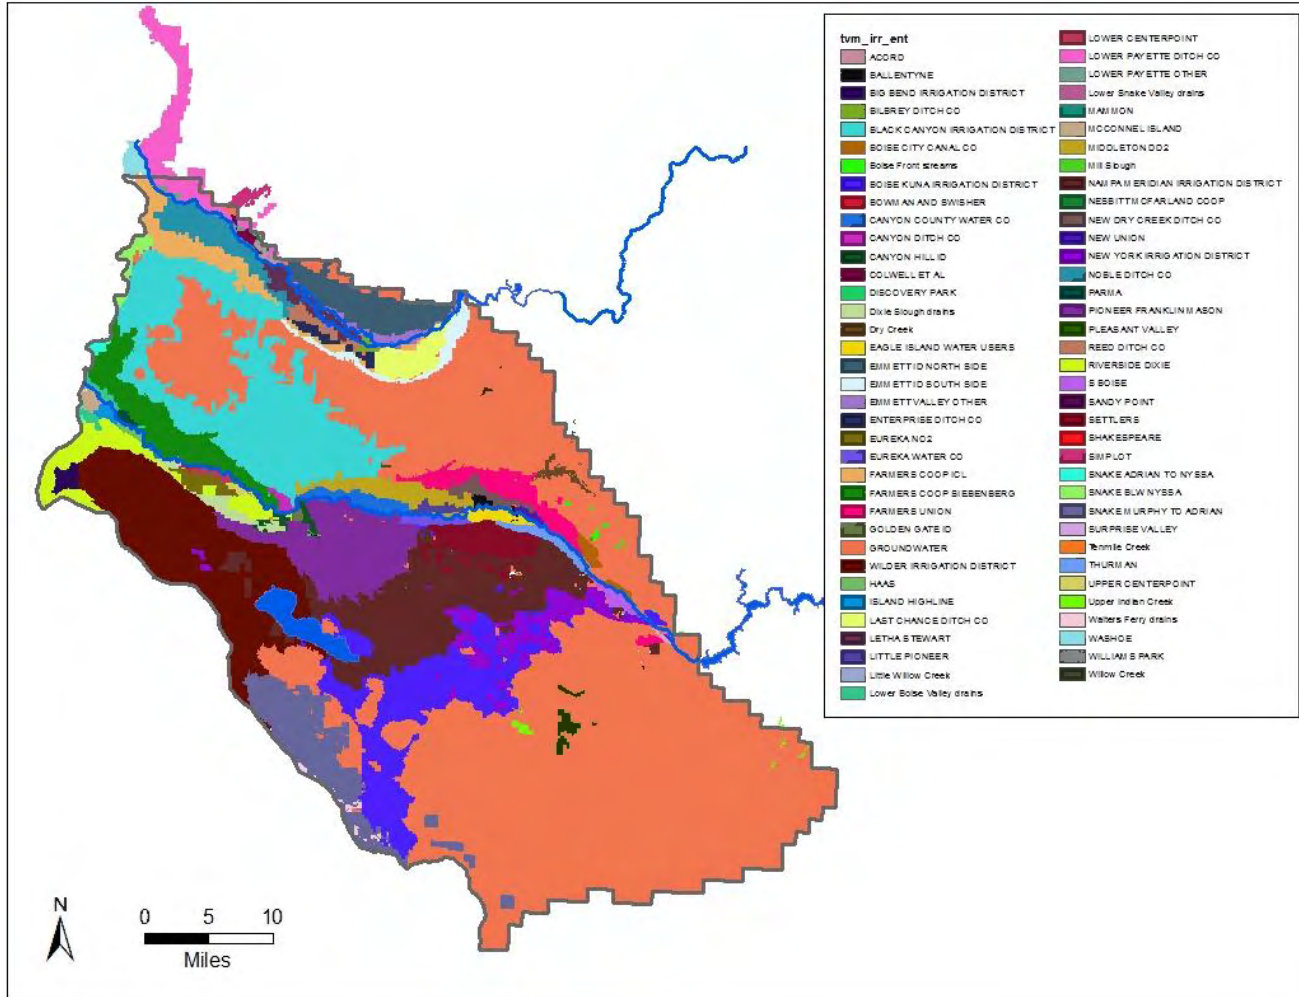 tvm_irr_ent
ACORD
BALLENTYNE
BIG BEND IRRIGATION DISTRICT
BILBREY DITCH CO
BLACK CANYON IRRIGATION DISTRICT
BOISE CITY CANAL CO
Boise Front streams
BOISE KUNA IRRIGATION DISTRICT
BOWMAN AND SWISHER
CANYON COUNTY WATER CO
CANYON DITCH CO
CANYON HILL ID
COLWELL ET AL
DISCOVERY PARK
Dixie Slough drains
Dry Creek
EAGLE ISLAND WATER USERS
EMMETT ID NORTH SIDE
EMMETT ID SOUTH SIDE
EMMETT VALLEY OTHER
ENTERPRISE DITCH CO
EUREKA NO2
EUREKA WATER CO
FARMERS COOP ICL
FARMERS COOP SIEBENBERG
FARMERS UNION
GOLDEN GATE ID
GROUNDWATER
WILDER IRRIGATION DISTRICT
HAAS
ISLAND HIGHLINE
LAST CHANCE DITCH CO
LETHA STEWART
LITTLE PIONEER
Little Willow Creek
Lower Boise Valley drains
LOWER CENTERPOINT
LOWER PAYETTE DITCH CO
LOWER PAYETTE OTHER
Lower Snake Valley drains
MAMMON
MCCONNEL ISLAND
MIDDLETON DO2
Mill Slough
NAMPA MERIDIAN IRRIGATION DISTRICT
NESBITT MCFARLAND COOP
NEW DRY CREEK DITCH CO
NEW UNION
NEW YORK IRRIGATION DISTRICT
NOBLE DITCH CO
PARMA
PIONEER FRANKLIN MASON
PLEASANT VALLEY
REED DITCH CO
RIVERSIDE DIXIE
S BOISE
SANDY POINT
SETTLERS
SHAKESPEARE
SIMPLOT
SNAKE ADRIAN TO NYSSA
SNAKE BLW NYSSA
SNAKE MURPHY TO ADRIAN
SURPRISE VALLEY
Tenmile Creek
THURMAN
UPPER CENTERPOINT
Upper Indian Creek
Walters Ferry drains
WASHOE
WILLIAMS PARK
Willow Creek
N
0 5 10
Miles